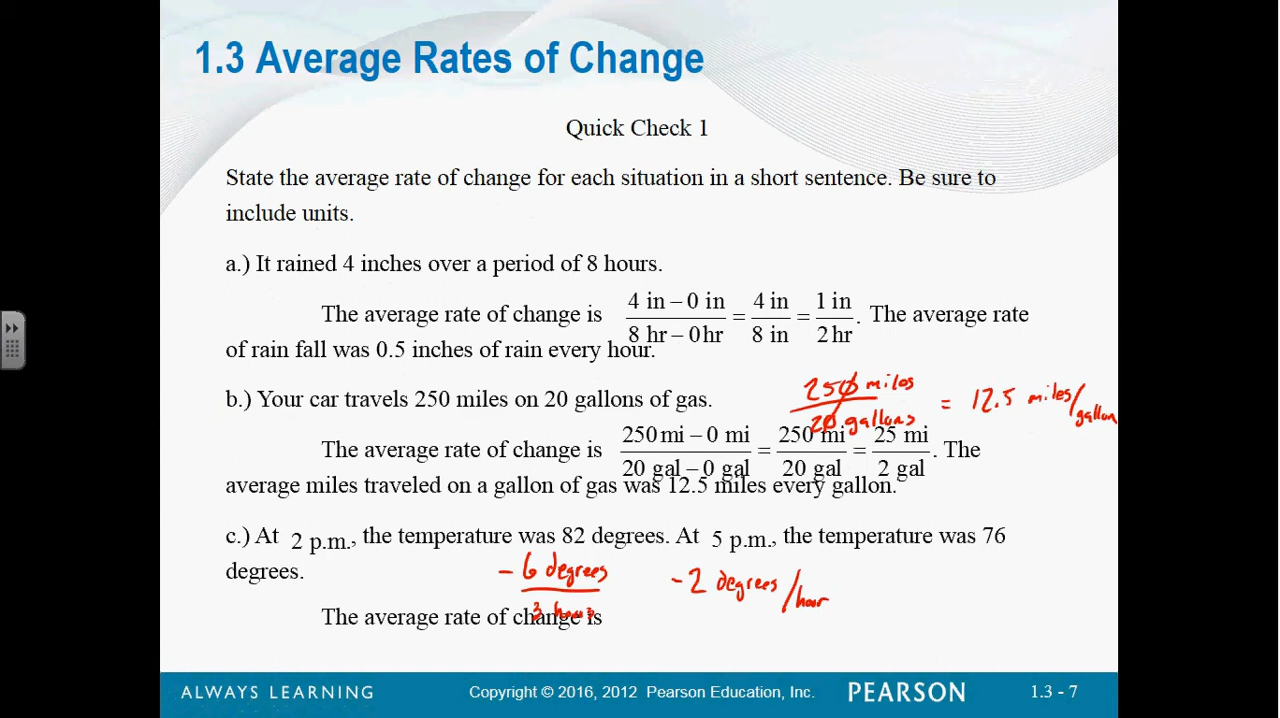 1.3 Average Rates of Change
Quick Check 1
State the average rate of change for each situation in a short sentence. Be sure to
include units.
a.) It rained 4 inches over a period of 8 hours.
The average rate of change is 4 in – 0 in / 8 hr – 0 hr = 4 in / 8 in = 1 in / 2 hr. The average rate
of rain fall was 0.5 inches of rain every hour.
b.) Your car travels 250 miles on 20 gallons of gas.
250 miles / 20 gallons = 12.5 miles/gallon
The average rate of change is 250 mi – 0 mi / 20 gal – 0 gal = 250 mi / 20 gal = 25 mi / 2 gal. The
average miles traveled on a gallon of gas was 12.5 miles every gallon.
c.) At 2 p.m., the temperature was 82 degrees. At 5 p.m., the temperature was 76
degrees.
- 6 degrees / 3 hours
-2 degrees/hour
The average rate of change is
ALWAYS LEARNING
Copyright © 2016, 2012 Pearson Education, Inc.
PEARSON
1.3 - 7